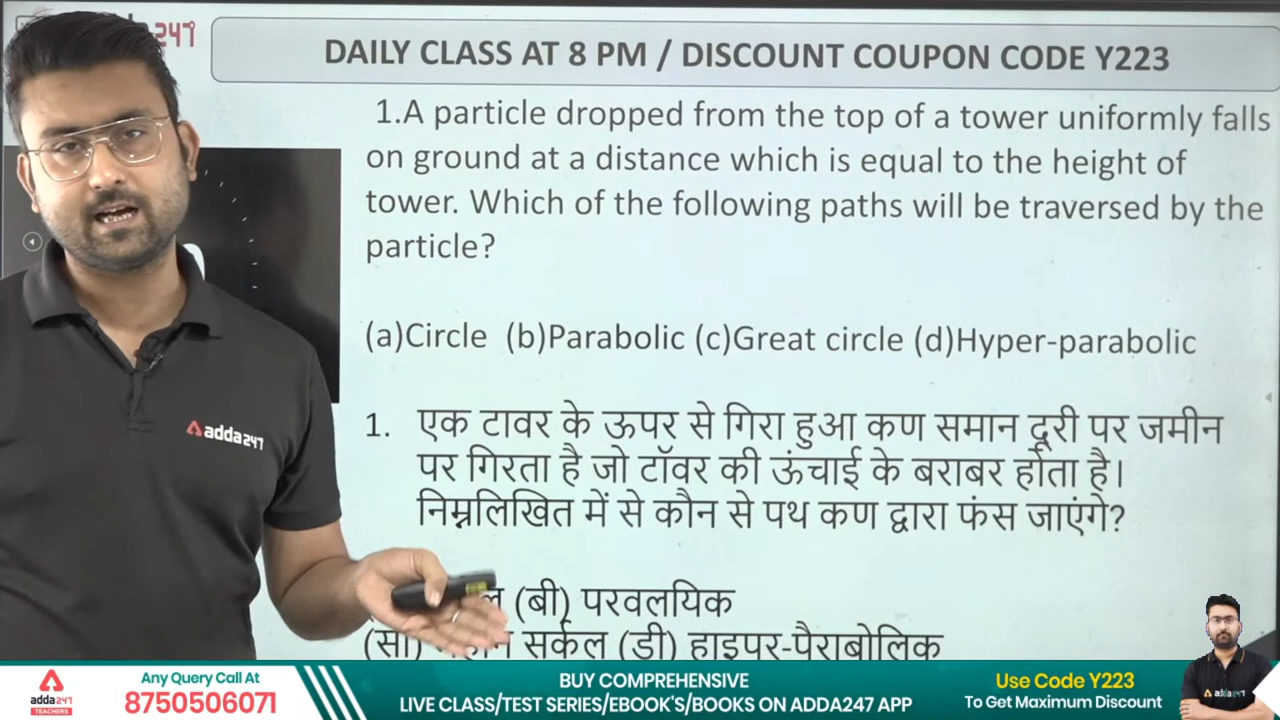 247
DAILY CLASS AT 8 PM / DISCOUNT COUPON CODE Y223
1.A particle dropped from the top of a tower uniformly falls
on ground at a distance which is equal to the height of
tower. Which of the following paths will be traversed by the
particle?
(a)Circle (b)Parabolic (c)Great circle (d)Hyper-parabolic
1. एक टावर के ऊपर से गिरा हुआ कण समान दूरी पर जमीन
पर गिरता है जो टॉवर की ऊंचाई के बराबर होता है।
निम्नलिखित में से कौन से पथ कण द्वारा फंस जाएंगे?
(बी) परवलयिक
(सी) सर्कल (डी) हाइपर-पैराबोलिक
adda247
adda247
TEACHERS
Any Query Call At
8750506071
BUY COMPREHENSIVE
LIVE CLASS/TEST SERIES/EBOOK'S/BOOKS ON ADDA247 APP
Use Code Y223
To Get Maximum Discount
adda247